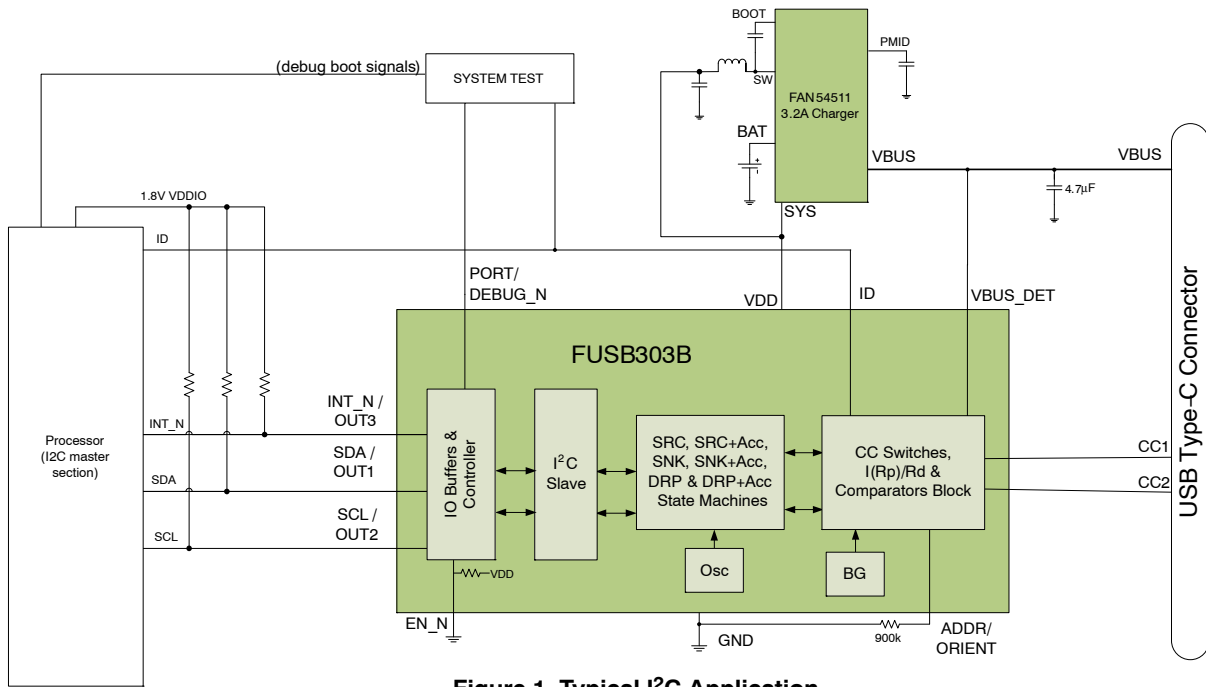 BOOT
PMID
(debug boot signals)
SYSTEM TEST
SW
FAN54511
3.2A Charger
BAT
VBUS
VBUS
4.7μF
1.8V VDDIO
SYS
ID
PORT/
DEBUG_N
VDD
ID
VBUS_DET
FUSB303B
Processor
(I2C master
section)
INT_N
INT_N /
OUT3
SDA
SDA /
OUT1
SCL
SCL /
OUT2
IO Buffers &
Controller
I²C
Slave
SRC, SRC+Acc,
SNK, SNK+Acc,
DRP & DRP+Acc
State Machines
CC Switches,
I(Rp)/Rd &
Comparators Block
CC1
CC2
USB Type-C Connector
VDD
Osc
BG
EN_N
GND
900k
ADDR/
ORIENT
Figure 1. Typical I²C Application